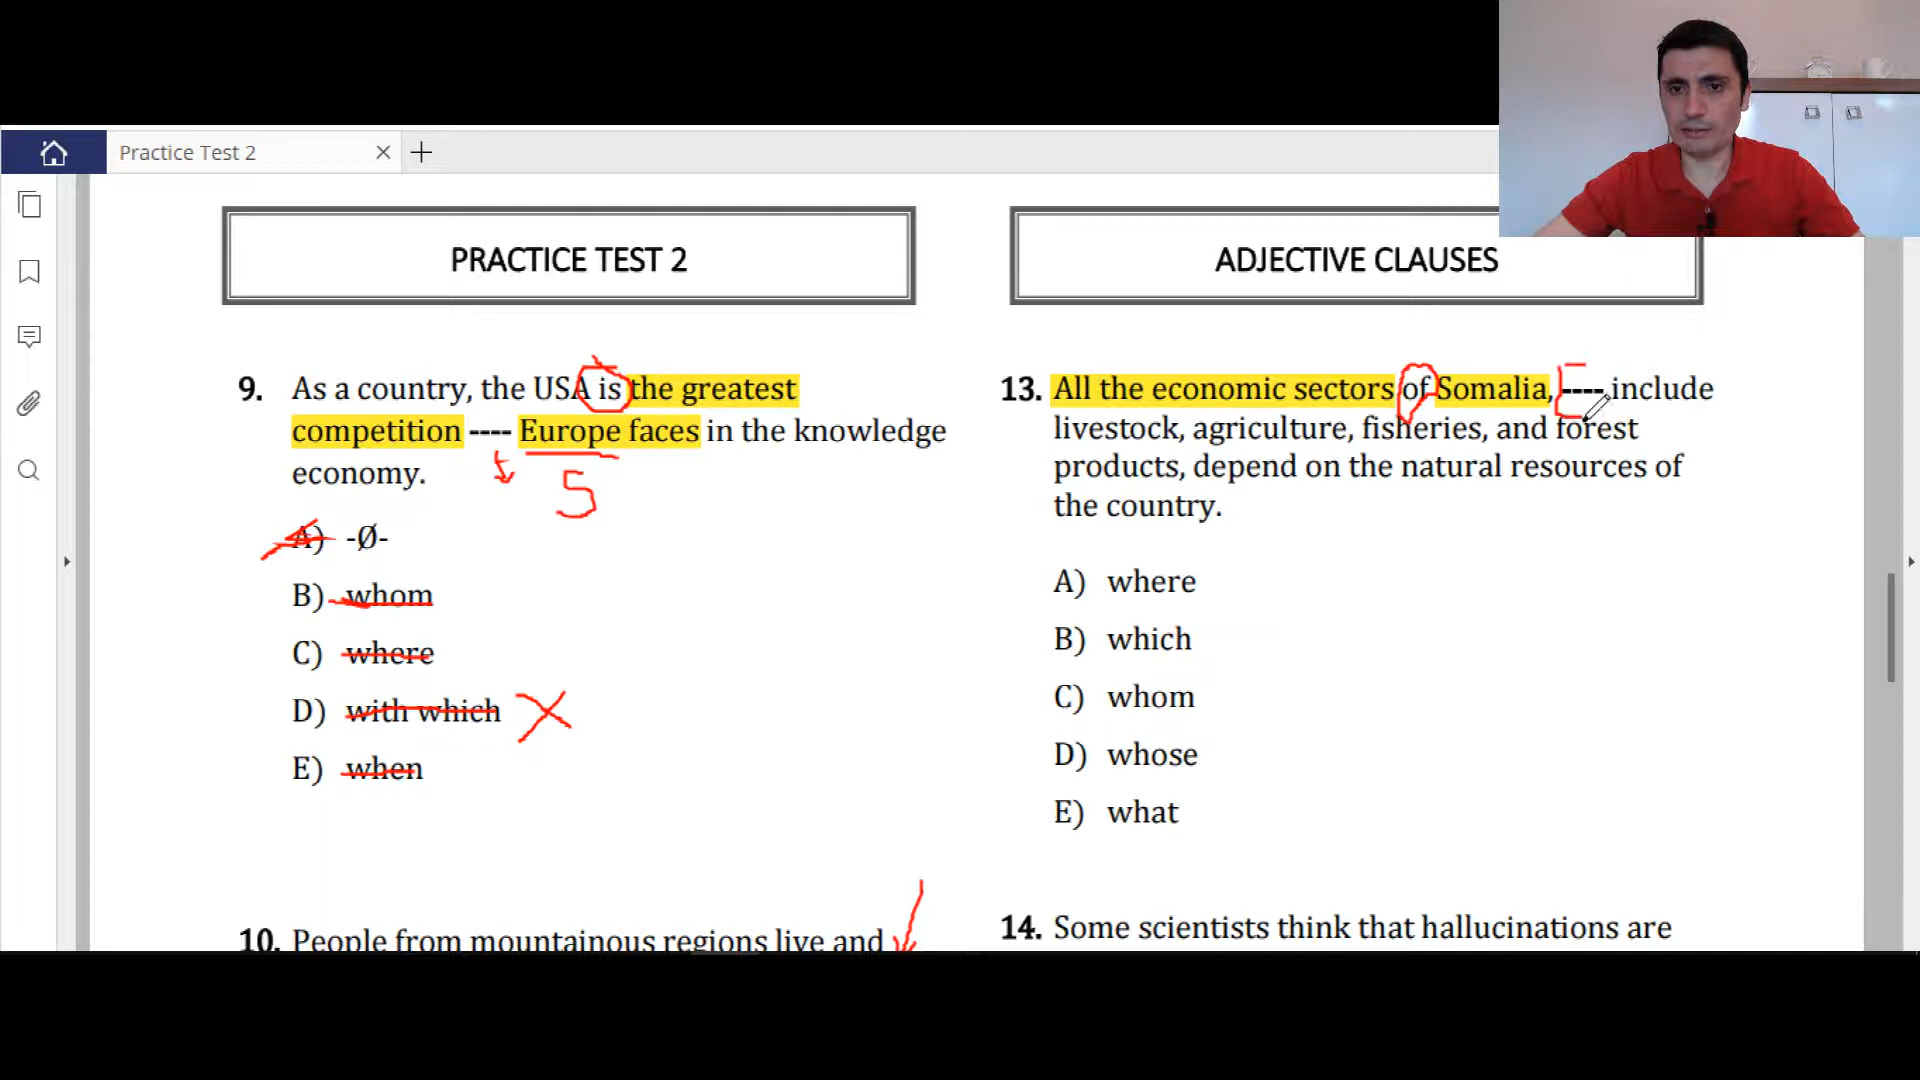 Practice Test 2
PRACTICE TEST 2
9. As a country, the USA is the greatest
competition ---- Europe faces in the knowledge
economy.
5
A) -Ø-
B) whom
C) where
D) with which
E) when
10. People from mountainous regions live and
ADJECTIVE CLAUSES
13. All the economic sectors of Somalia, ---- include
livestock, agriculture, fisheries, and forest
products, depend on the natural resources of
the country.
A) where
B) which
C) whom
D) whose
E) what
14. Some scientists think that hallucinations are